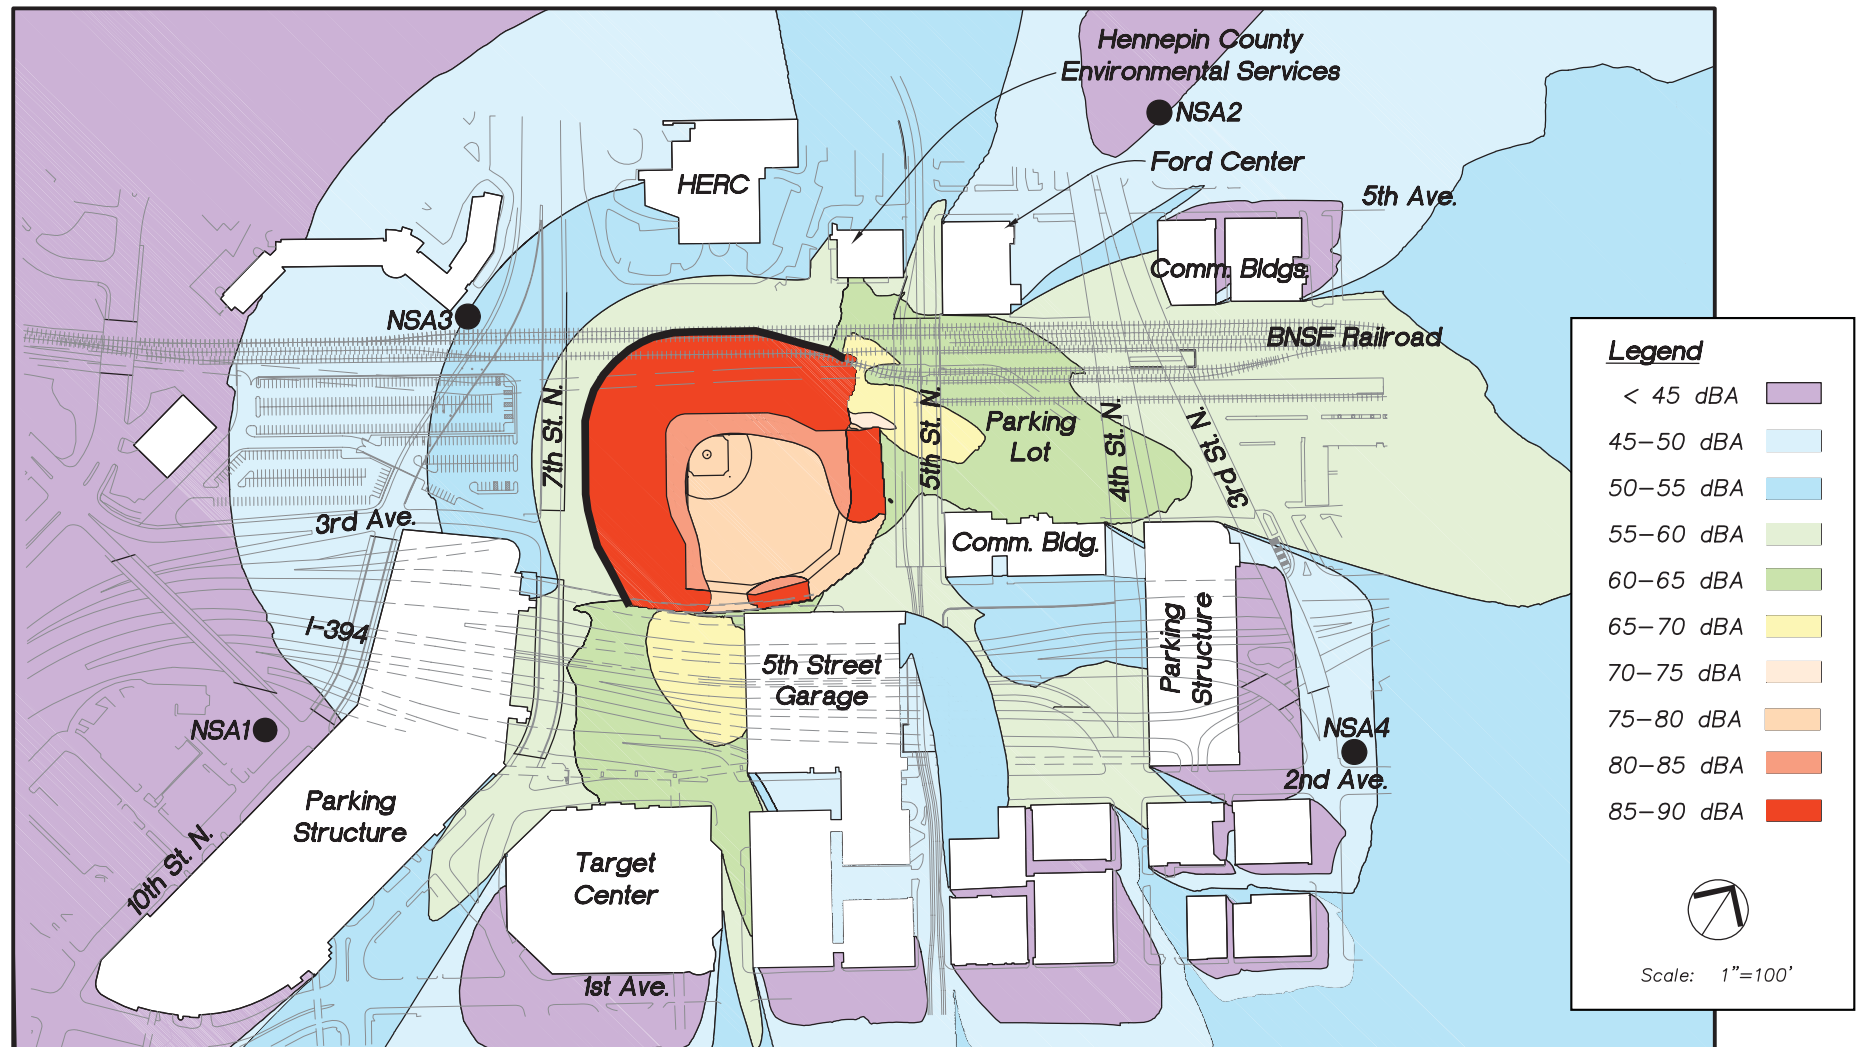 Hennepin County
Environmental Services
NSA2
Ford Center
HERC
5th Ave.
Comm. Bldgs.
NSA3
BNSF Railroad
7th St. N.
5th St. N.
Parking
Lot
4th St. N.
3rd St. N.
3rd Ave.
Comm. Bldg.
I-394
Parking
Structure
5th Street
Garage
NSA1
NSA4
2nd Ave.
Parking
Structure
10th St. N.
Target
Center
1st Ave.
Legend
< 45 dBA
45-50 dBA
50-55 dBA
55-60 dBA
60-65 dBA
65-70 dBA
70-75 dBA
75-80 dBA
80-85 dBA
85-90 dBA
Scale: 1"=100'